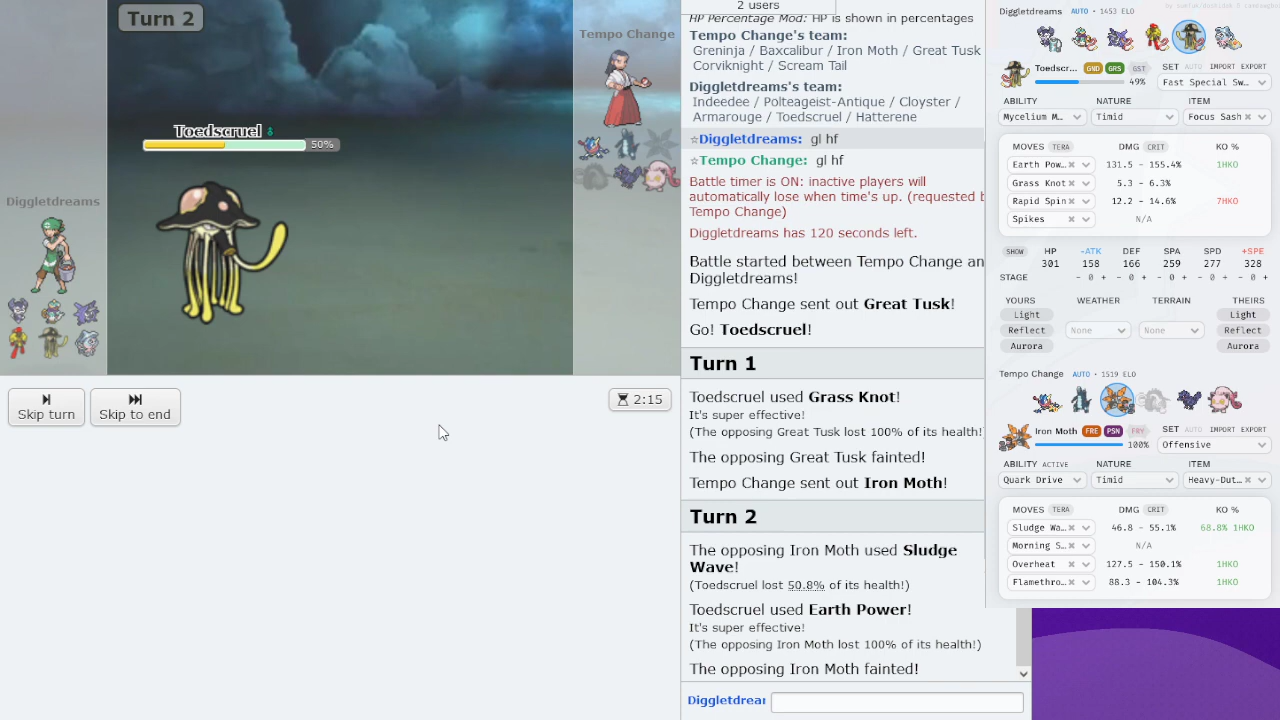 Turn 2
Toedscruel
50%
Diggletdreams
Tempo Change
Skip turn
Skip to end
2:15
2 users
HP Percentage Mod: HP is shown in percentages
Tempo Change's team:
Greninja / Baxcalibur / Iron Moth / Great Tusk
Corviknight / Scream Tail
Diggletdreams's team:
Indeedee / Polteageist-Antique / Cloyster /
Armarouge / Toedscruel / Hatterene
☆Diggletdreams: gl hf
☆Tempo Change: gl hf
Battle timer is ON: inactive players will
automatically lose when time's up. (requested b
Tempo Change)
Diggletdreams has 120 seconds left.
Battle started between Tempo Change an
Diggletdreams!
Tempo Change sent out Great Tusk!
Go! Toedscruel!
Turn 1
Toedscruel used Grass Knot!
It's super effective!
(The opposing Great Tusk lost 100% of its health!)
The opposing Great Tusk fainted!
Tempo Change sent out Iron Moth!
Turn 2
The opposing Iron Moth used Sludge
Wave!
(Toedscruel lost 50.8% of its health!)
Toedscruel used Earth Power!
It's super effective!
(The opposing Iron Moth lost 100% of its health!)
The opposing Iron Moth fainted!
Diggletdrear
Diggletdreams AUTO · 1453 ELO
Toedscr... GND GRS GST SET AUTO IMPORT EXPORT
49% Fast Special Sw...
ABILITY NATURE ITEM
Mycelium M... Timid Focus Sash
MOVES TERA DMG CRIT KO %
Earth Pow... 131.5 - 155.4% 1HKO
Grass Knot 5.3 - 6.3%
Rapid Spin 12.2 - 14.6% 7HKO
Spikes N/A
SHOW HP -ATK DEF SPA SPD +SPE
301 158 166 259 277 328
STAGE - 0 + - 0 + - 0 + - 0 + - 0 +
YOURS WEATHER TERRAIN THEIRS
Light Light
Reflect None None Reflect
Aurora Aurora
Tempo Change AUTO · 1519 ELO
Iron Moth FRE PSN FRY SET AUTO IMPORT EXPORT
100% Offensive
ABILITY ACTIVE NATURE ITEM
Quark Drive Timid Heavy-Dut...
MOVES TERA DMG CRIT KO %
Sludge Wa... 46.8 - 55.1% 68.8% 1HKO
Morning S... N/A
Overheat 127.5 - 150.1% 1HKO
Flamethro... 88.3 - 104.3% 1HKO